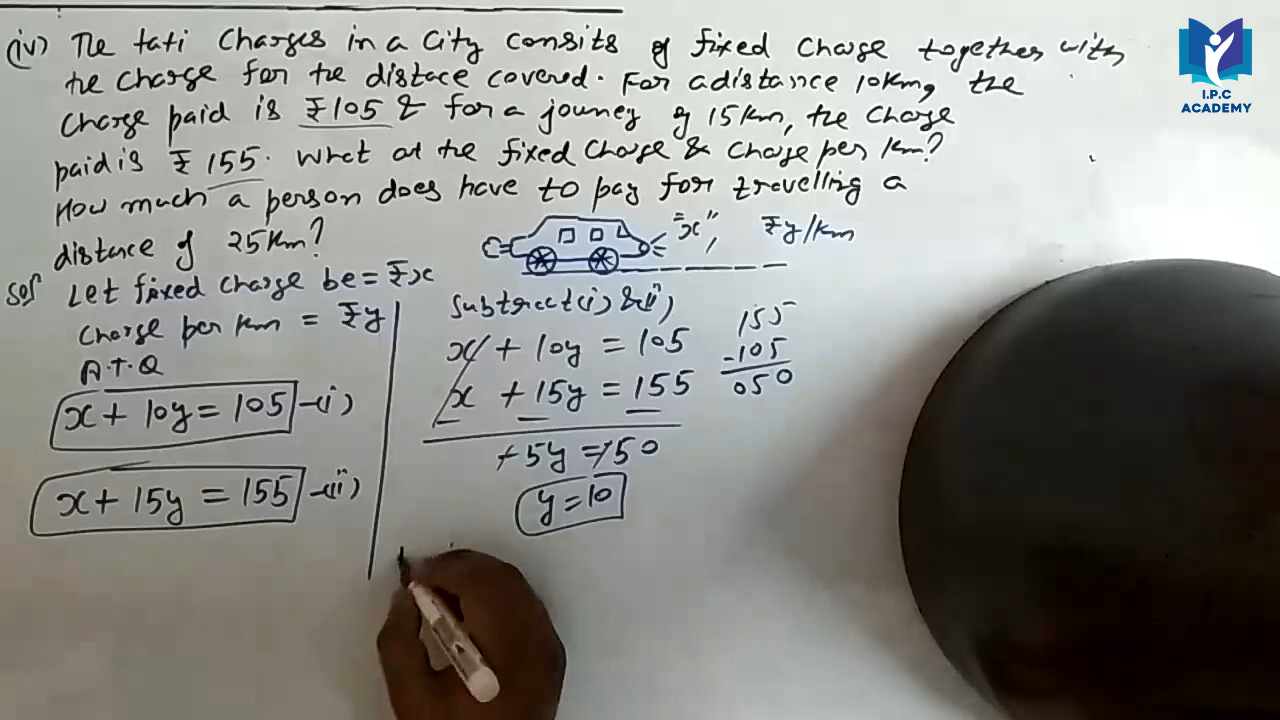 (iv) The tati Charges in a City consits of fixed Charge together with
the charge for the distace covered. For a distance 10km, the
Charge paid is ₹105 & for a jouney of 15km, the Charge
paid is ₹155. What at the fixed Charge & Charge per km?
How much a person does have to pay for travelling a
distance of 25km?
"x", ₹y/km
Sol Let fixed charge be = ₹x
Charge per km = ₹y
A.T.Q
x + 10y = 105 -(i)
x + 15y = 155 -(ii)
Subtract (i) & (ii)
x + 10y = 105
x + 15y = 155
- - -
-5y = -50
y = 10
155
-105
050
I.P.C
ACADEMY